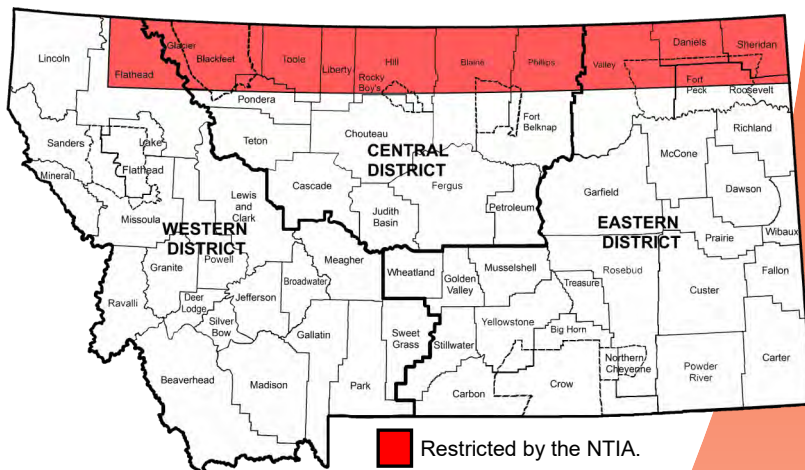 Lincoln
Flathead
Glacier
Blackfeet
Toole
Liberty
Hill
Rocky
Boy's
Blaine
Phillips
Valley
Daniels
Sheridan
Fort
Peck
Roosevelt
Pondera
Teton
Chouteau
Fort
Belknap
CENTRAL
DISTRICT
Sanders
Lake
Flathead
Mineral
Missoula
Lewis
and
Clark
Cascade
Judith
Basin
Fergus
Petroleum
Garfield
McCone
Richland
Dawson
Prairie
Wibaux
WESTERN
DISTRICT
EASTERN
DISTRICT
Granite
Powell
Ravalli
Deer
Lodge
Silver
Bow
Jefferson
Broadwater
Meagher
Wheatland
Golden
Valley
Musselshell
Treasure
Rosebud
Custer
Fallon
Gallatin
Sweet
Grass
Stillwater
Yellowstone
Big Horn
Northern
Cheyenne
Powder
River
Carter
Beaverhead
Madison
Park
Carbon
Crow
Restricted by the NTIA.